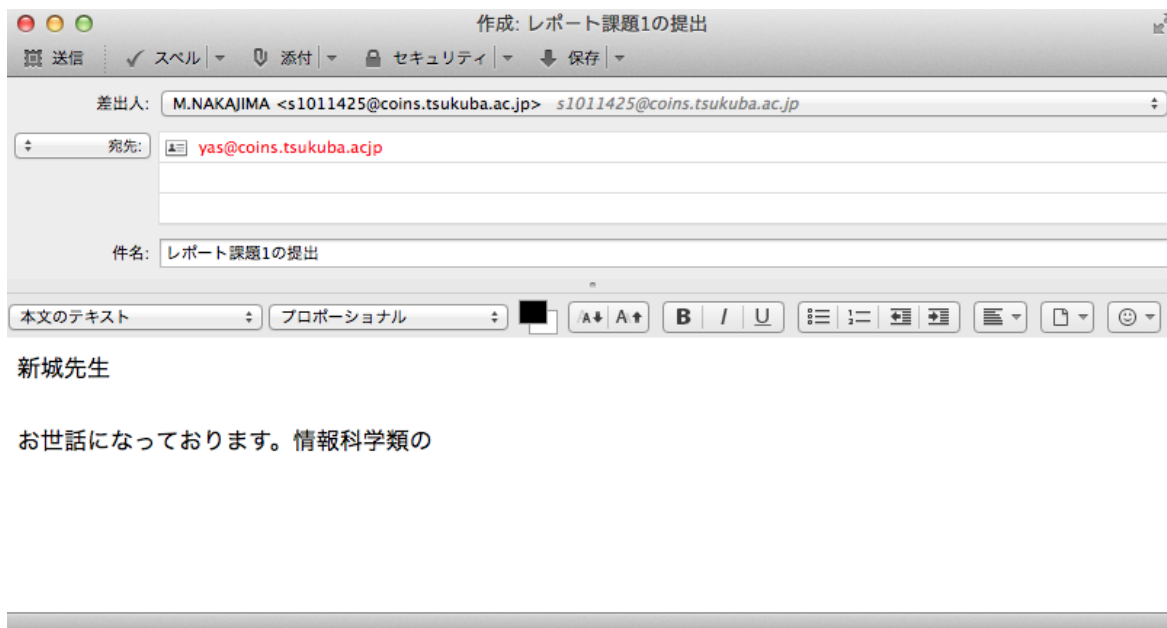 作成: レポート課題1の提出
送信 スペル 添付 セキュリティ 保存
差出人: M.NAKAJIMA <s1011425@coins.tsukuba.ac.jp> s1011425@coins.tsukuba.ac.jp
宛先: yas@coins.tsukuba.acjp
件名: レポート課題1の提出
本文のテキスト プロポーショナル A A B I U
新城先生
お世話になっております。情報科学類の